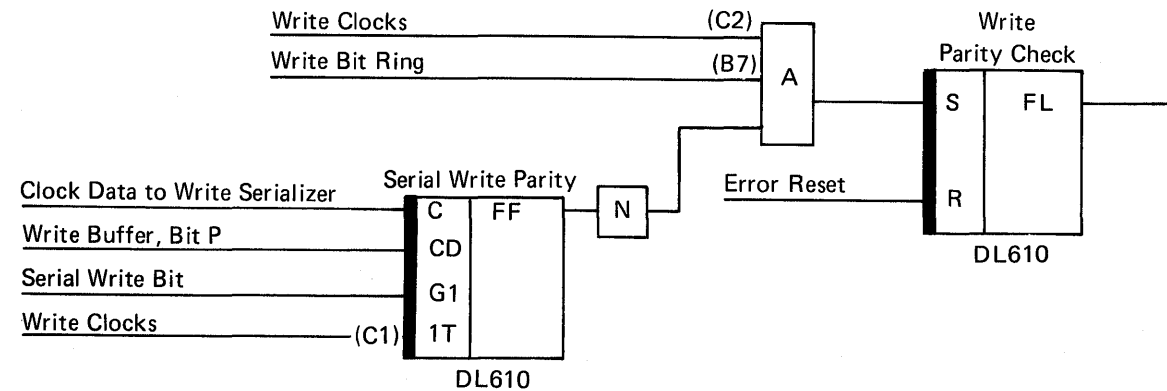 Write Clocks
(C2)
Write
Parity Check
Write Bit Ring
(B7)
A
S
FL
Clock Data to Write Serializer
Serial Write Parity
Error Reset
C
FF
N
R
Write Buffer, Bit P
CD
DL610
Serial Write Bit
G1
Write Clocks
(C1)
1T
DL610